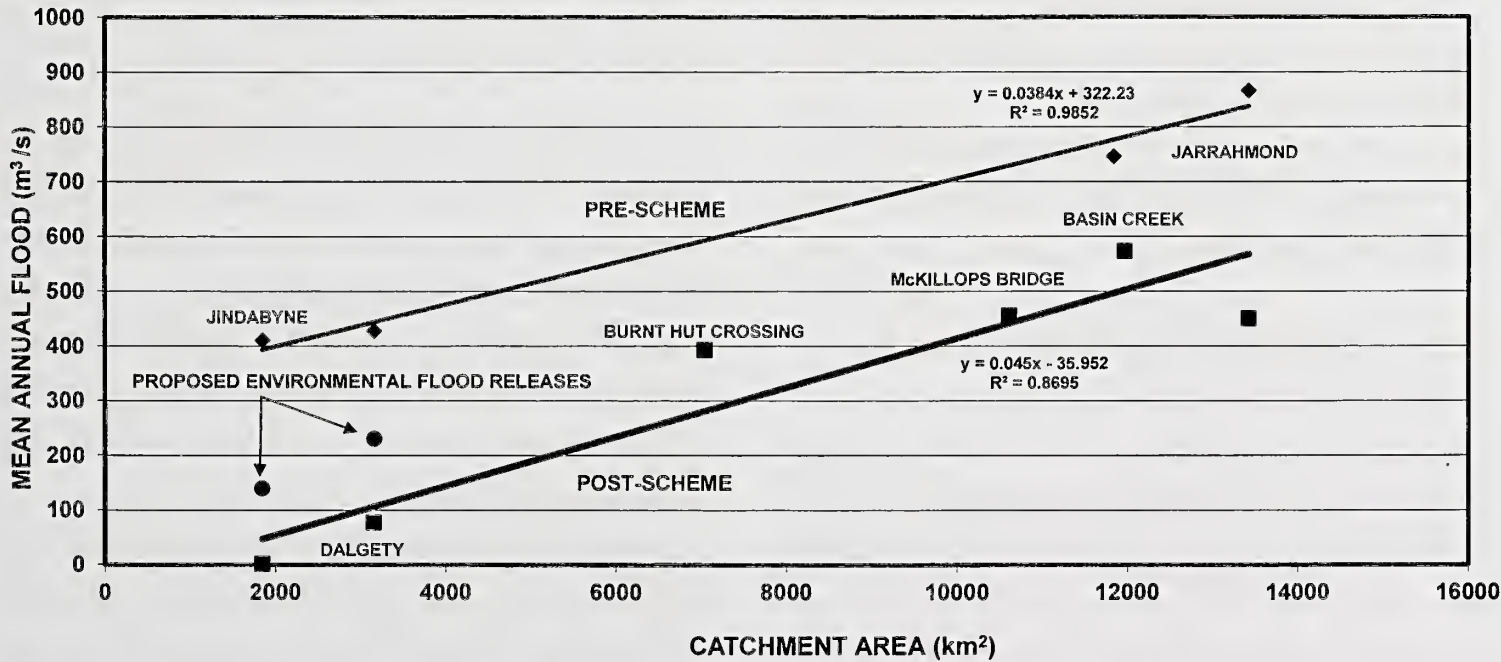 1000
900
800
700
600
500
400
300
200
100
0
MEAN ANNUAL FLOOD (m³/s)
y = 0.0384x + 322.23
R² = 0.9852
JARRAHMOND
PRE-SCHEME
BASIN CREEK
McKILLOPS BRIDGE
JINDABYNE
BURNT HUT CROSSING
y = 0.045x - 35.952
R² = 0.8695
PROPOSED ENVIRONMENTAL FLOOD RELEASES
POST-SCHEME
DALGETY
0 2000 4000 6000 8000 10000 12000 14000 16000
CATCHMENT AREA (km²)